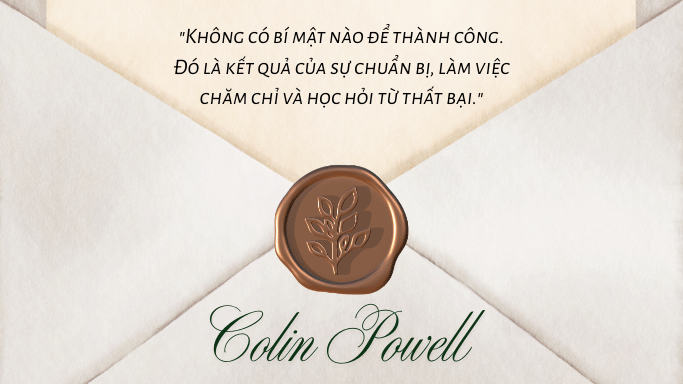 "Không có bí mật nào để thành công.
Đó là kết quả của sự chuẩn bị, làm việc
chăm chỉ và học hỏi từ thất bại."
Colin Powell